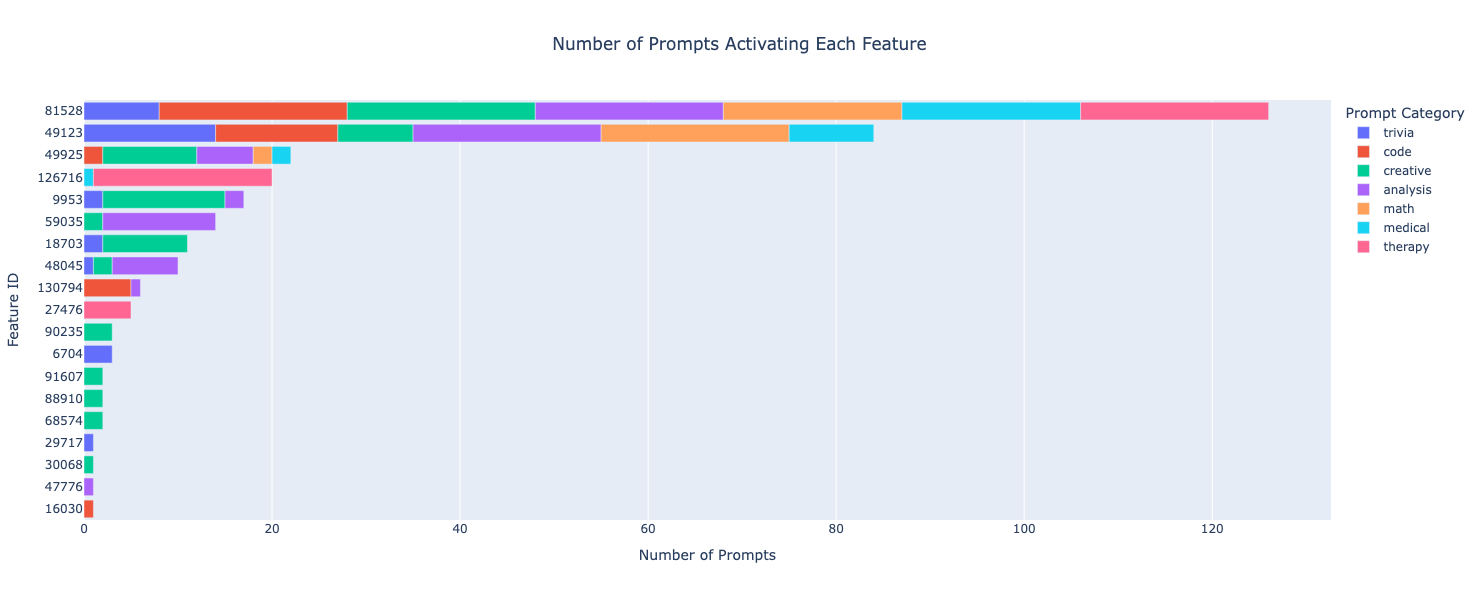 Number of Prompts Activating Each Feature
Feature ID
81528
49123
49925
126716
9953
59035
18703
48045
130794
27476
90235
6704
91607
88910
68574
29717
30068
47776
16030
0 20 40 60 80 100 120
Number of Prompts
Prompt Category
trivia
code
creative
analysis
math
medical
therapy